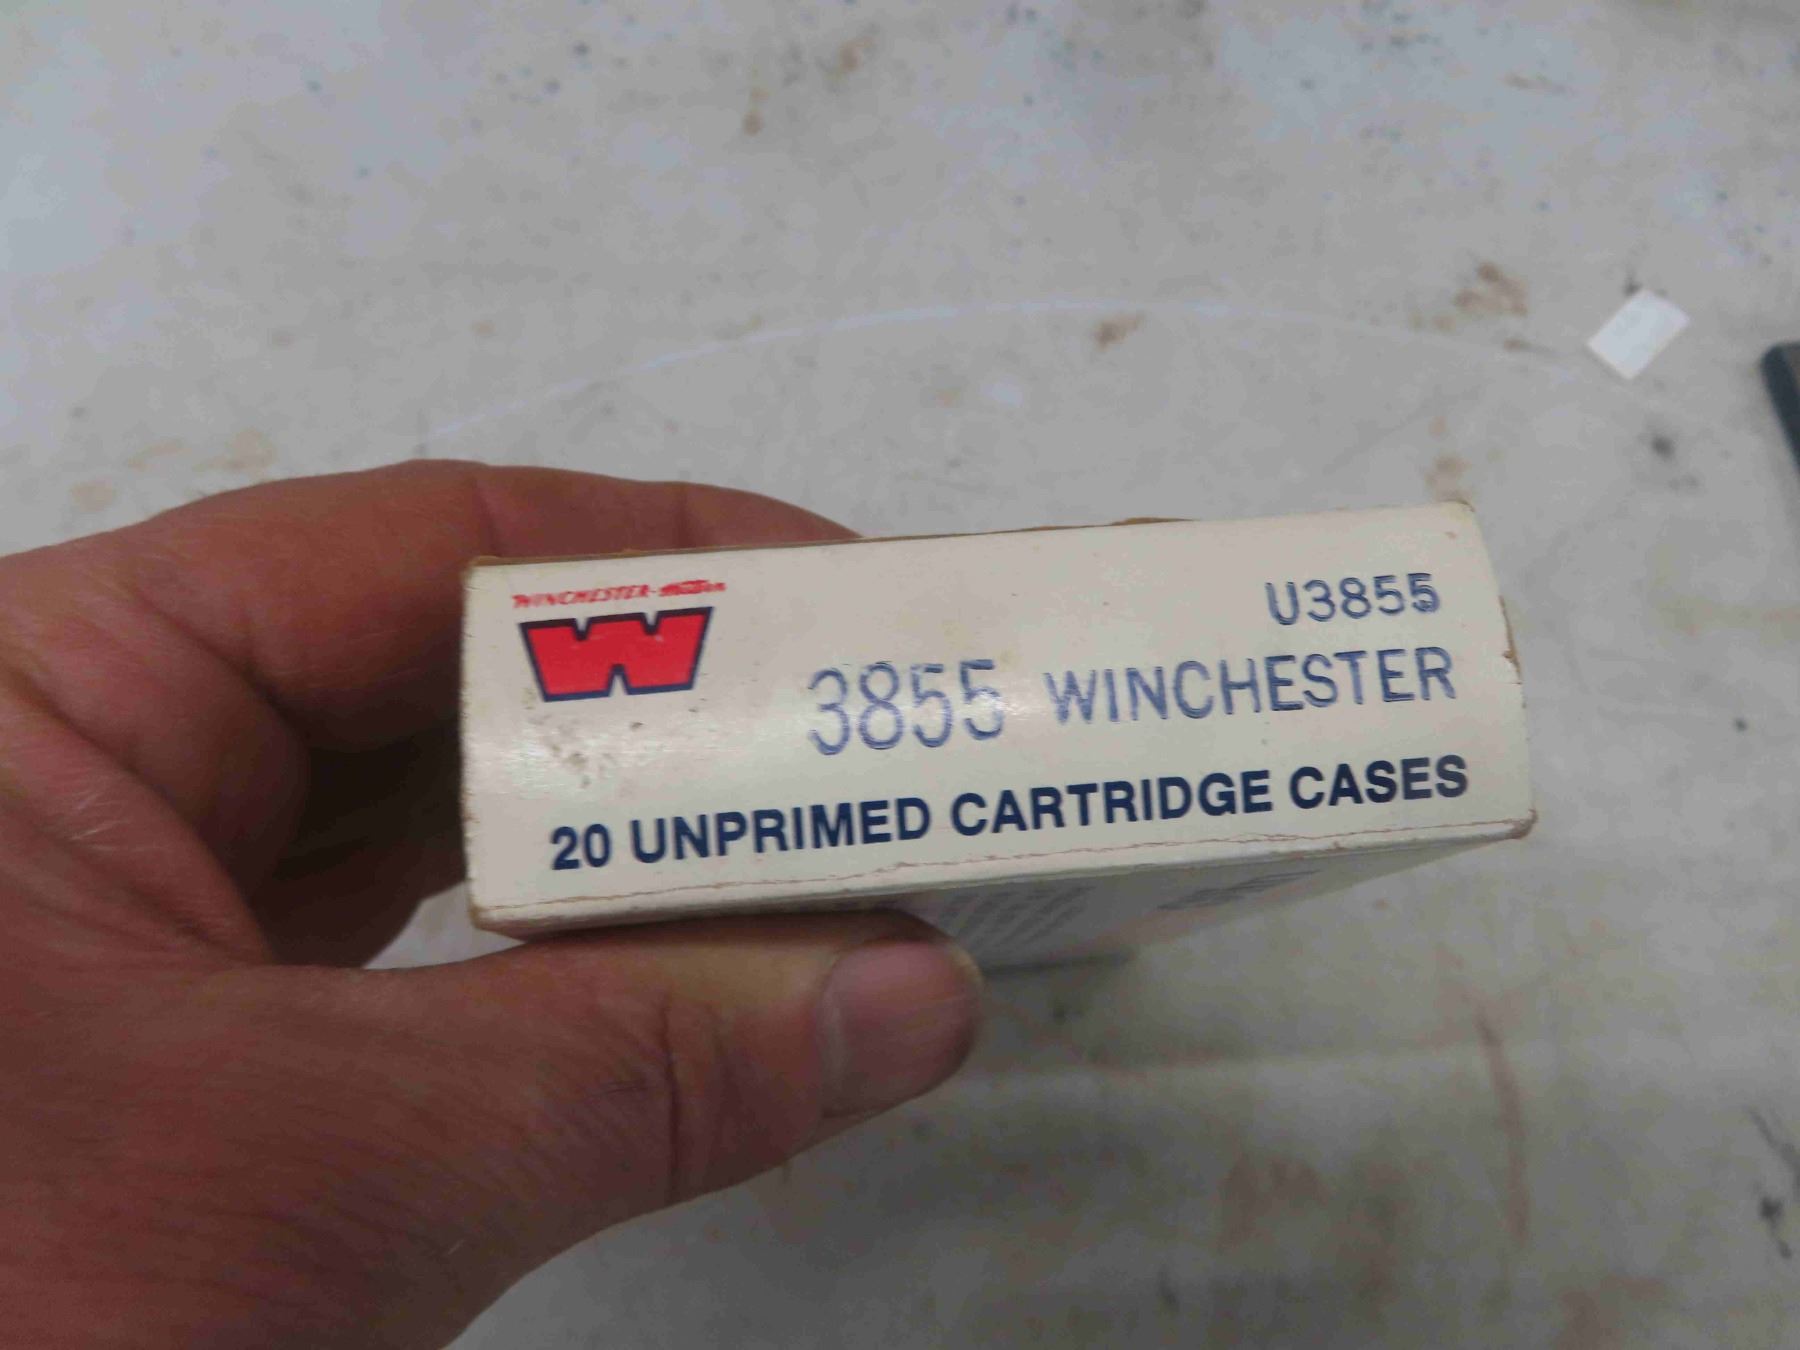 WINCHESTER-Western
U3855
3855 WINCHESTER
20 UNPRIMED CARTRIDGE CASES